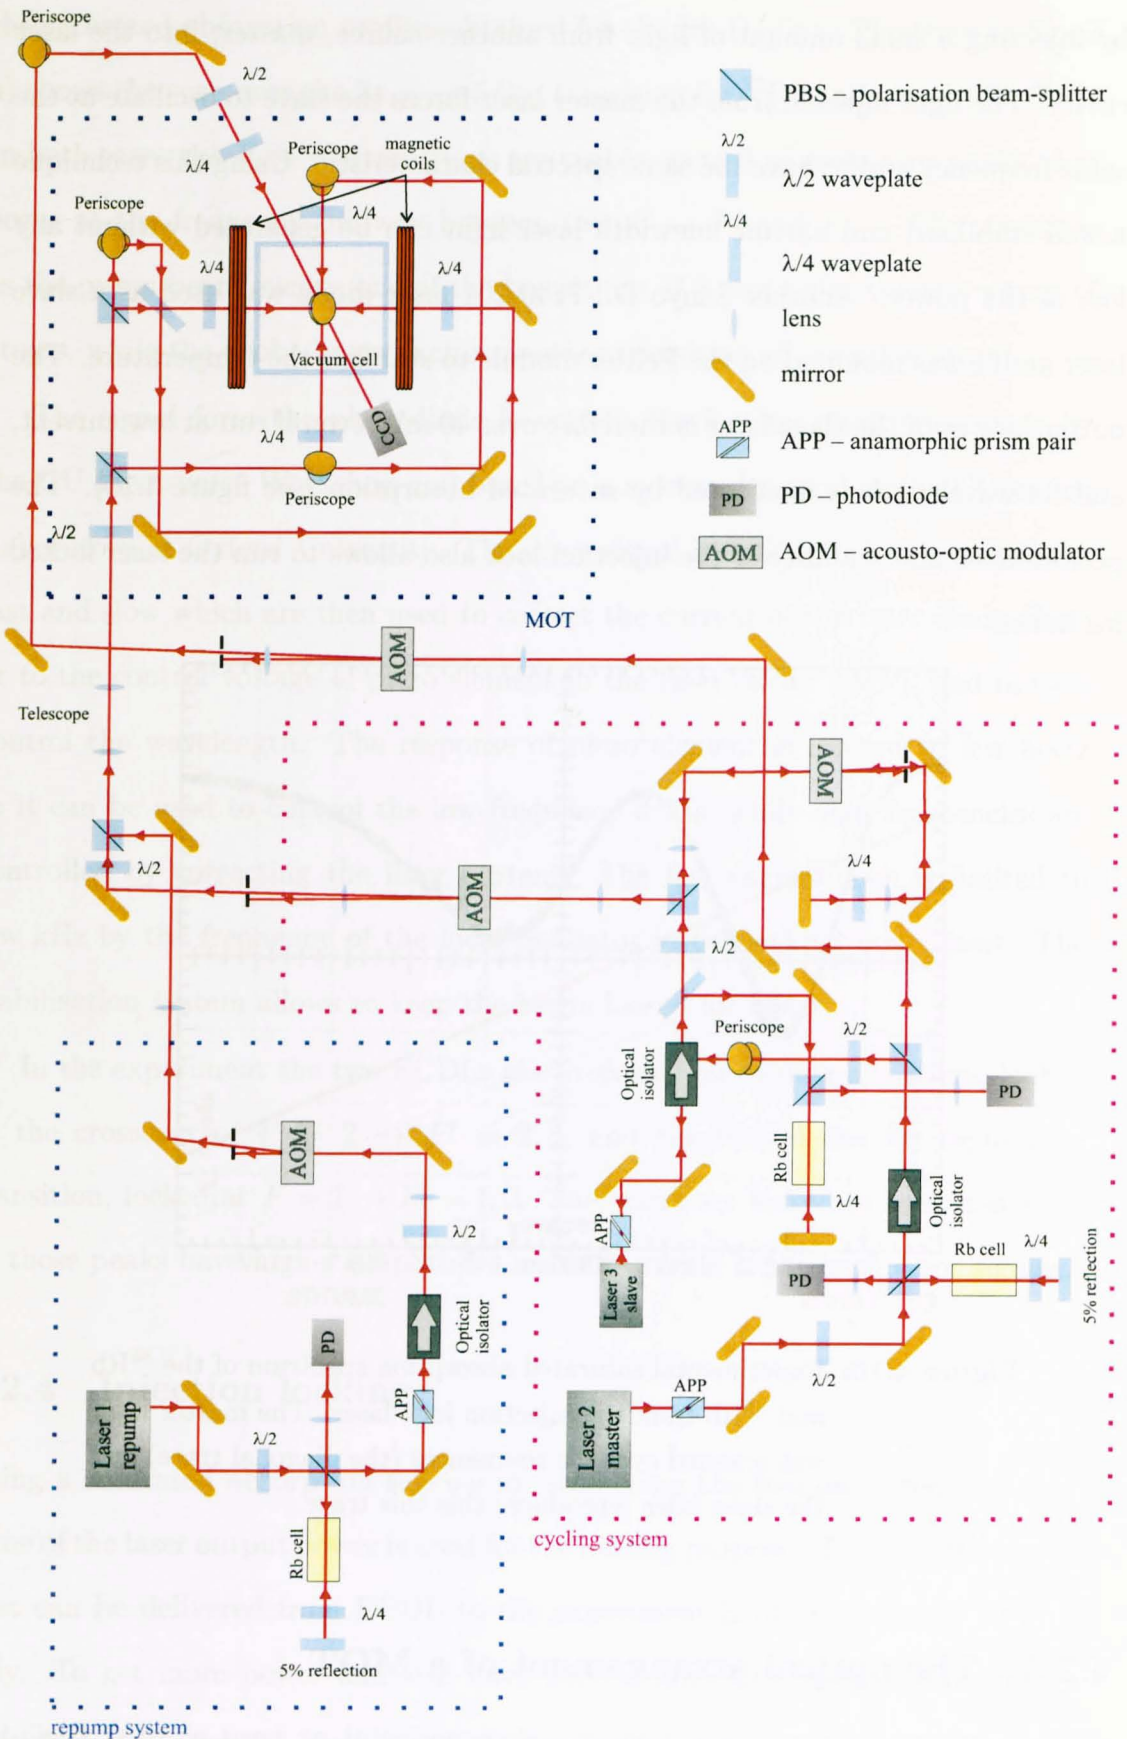 Periscope
λ/2
λ/4
Periscope
magnetic
coils
Periscope
λ/4
λ/4
λ/4
Vacuum cell
CCD
λ/4
Periscope
λ/2
MOT
PBS – polarisation beam-splitter
λ/2
λ/2 waveplate
λ/4
λ/4 waveplate
lens
mirror
APP
APP – anamorphic prism pair
PD
PD – photodiode
AOM
AOM – acousto-optic modulator
AOM
Telescope
AOM
λ/4
λ/2
AOM
λ/2
Periscope
λ/2
Optical
isolator
PD
Rb cell
λ/4
Optical
isolator
APP
Laser 3
slave
Rb cell
λ/4
PD
5% reflection
λ/2
APP
Laser 2
master
cycling system
AOM
λ/2
Optical
isolator
PD
APP
Laser 1
repump
λ/2
Rb cell
λ/4
5% reflection
repump system